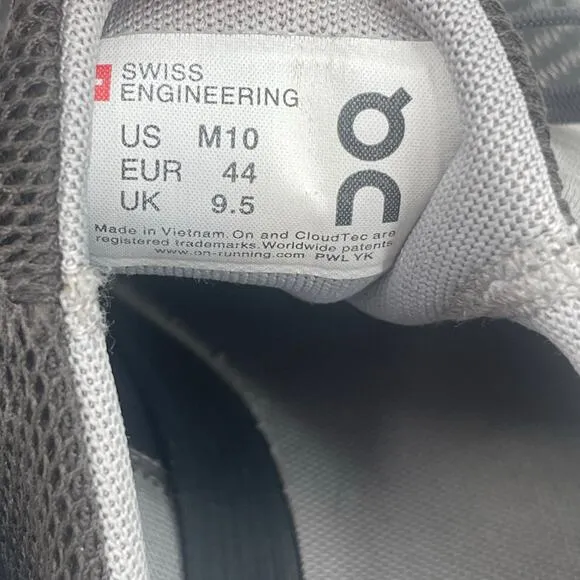 SWISS
ENGINEERING
US M10
EUR 44
UK 9.5
Made in Vietnam. On and CloudTec are
registered trademarks. Worldwide patents
www.on-running.com PWL YK